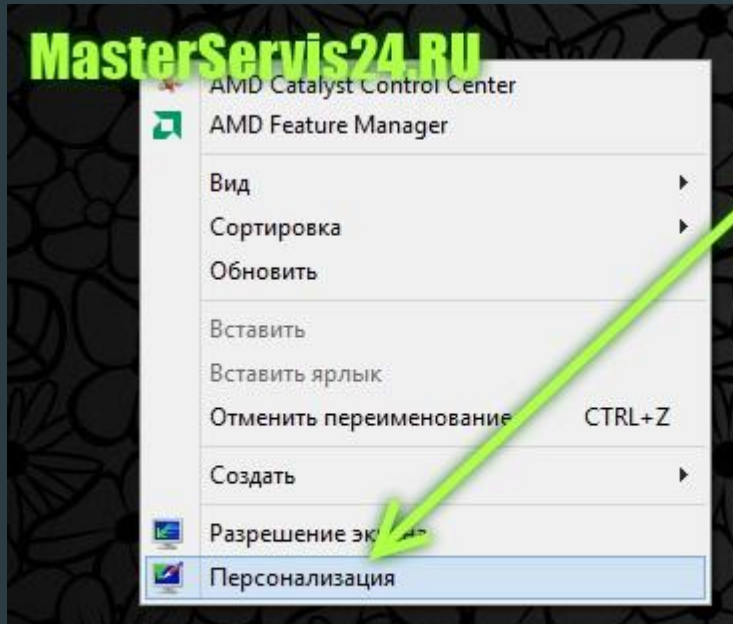 MasterServis24.RU
AMD Catalyst Control Center
AMD Feature Manager
Вид
Сортировка
Обновить
Вставить
Вставить ярлык
Отменить переименование CTRL+Z
Создать
Разрешение экрана
Персонализация